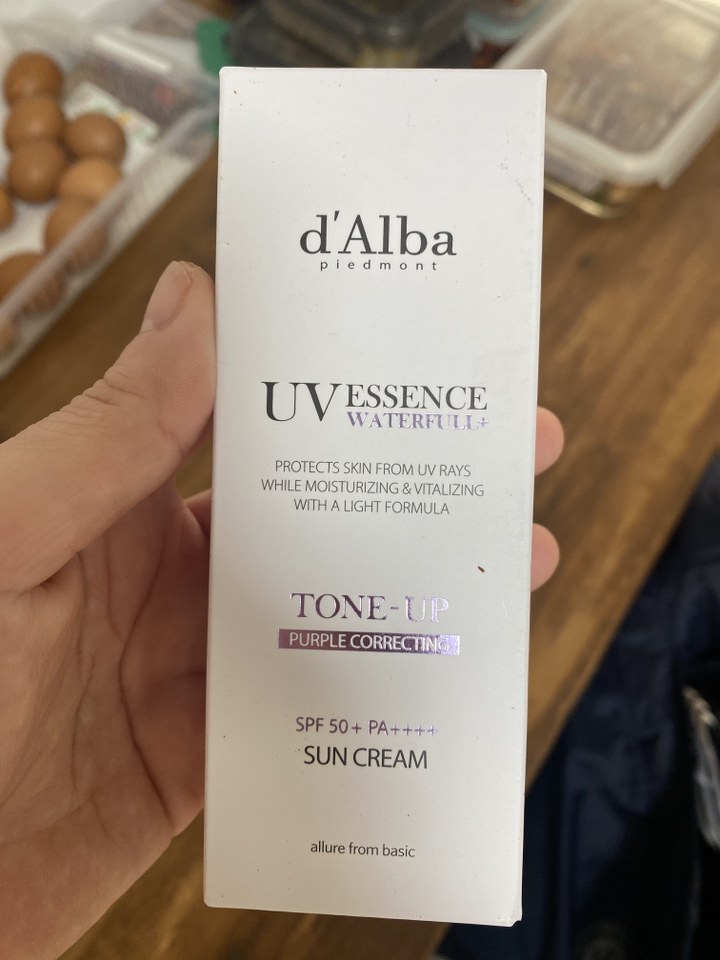 d'Alba
piedmont
UV ESSENCE
WATERFULL+
PROTECTS SKIN FROM UV RAYS
WHILE MOISTURIZING & VITALIZING
WITH A LIGHT FORMULA
TONE-UP
PURPLE CORRECTING
SPF 50+ PA++++
SUN CREAM
allure from basic